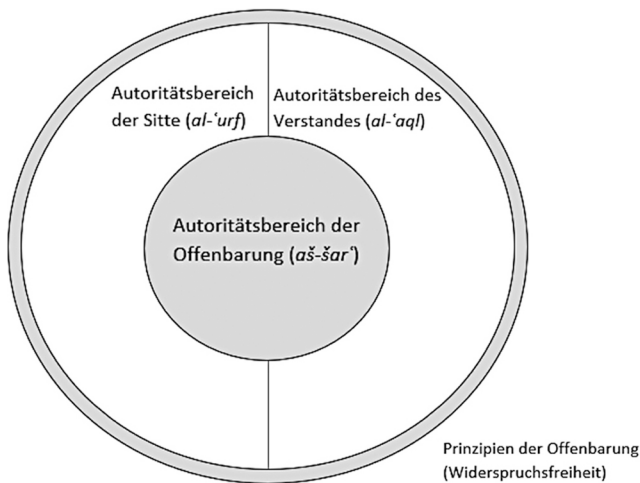 Autoritätsbereich
der Sitte (al-ʿurf)
Autoritätsbereich des
Verstandes (al-ʿaql)
Autoritätsbereich der
Offenbarung (aš-šarʿ)
Prinzipien der Offenbarung
(Widerspruchsfreiheit)